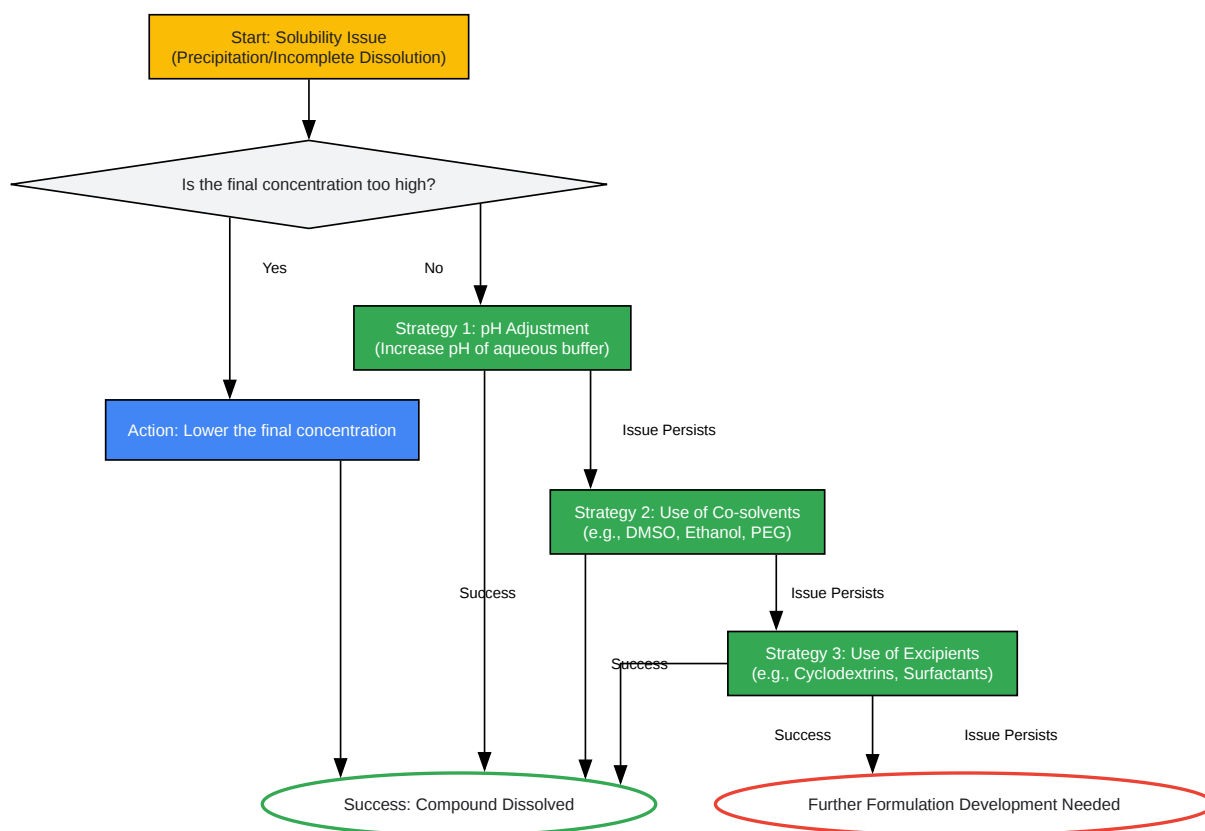 Start: Solubility Issue
(Precipitation/Incomplete Dissolution)
Is the final concentration too high?
Yes
No
Strategy 1: pH Adjustment
(Increase pH of aqueous buffer)
Action: Lower the final concentration
Issue Persists
Strategy 2: Use of Co-solvents
(e.g., DMSO, Ethanol, PEG)
Success
Issue Persists
Strategy 3: Use of Excipients
(e.g., Cyclodextrins, Surfactants)
Success
Success
Issue Persists
Success: Compound Dissolved
Further Formulation Development Needed